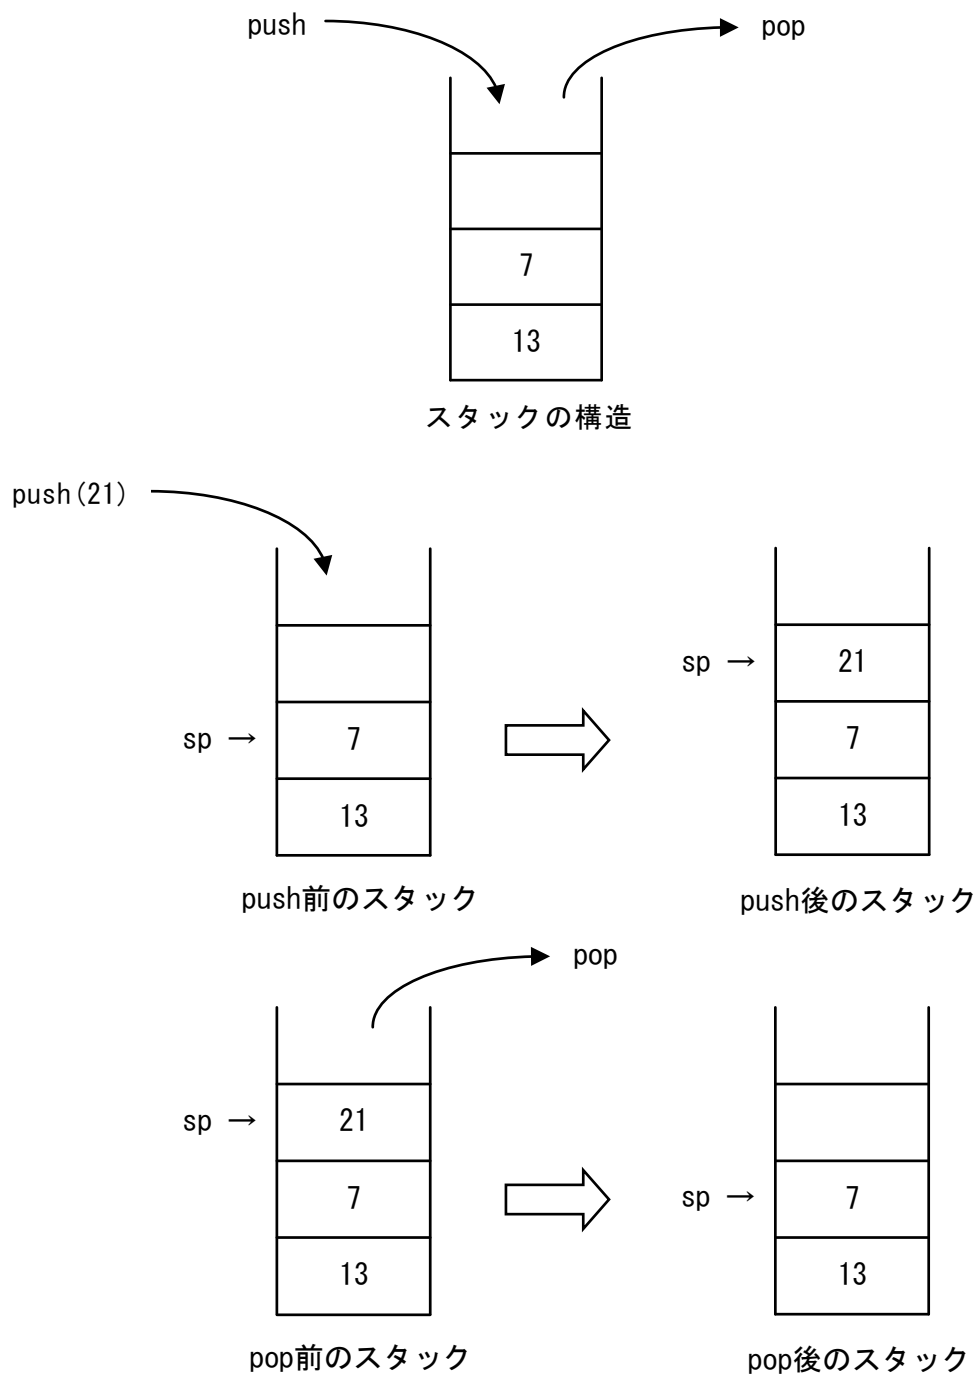 push pop
7
13
スタックの構造
push(21)
sp → 21
sp → 7 7
13 13
push前のスタック push後のスタック
pop
sp → 21
7 sp → 7
13 13
pop前のスタック pop後のスタック